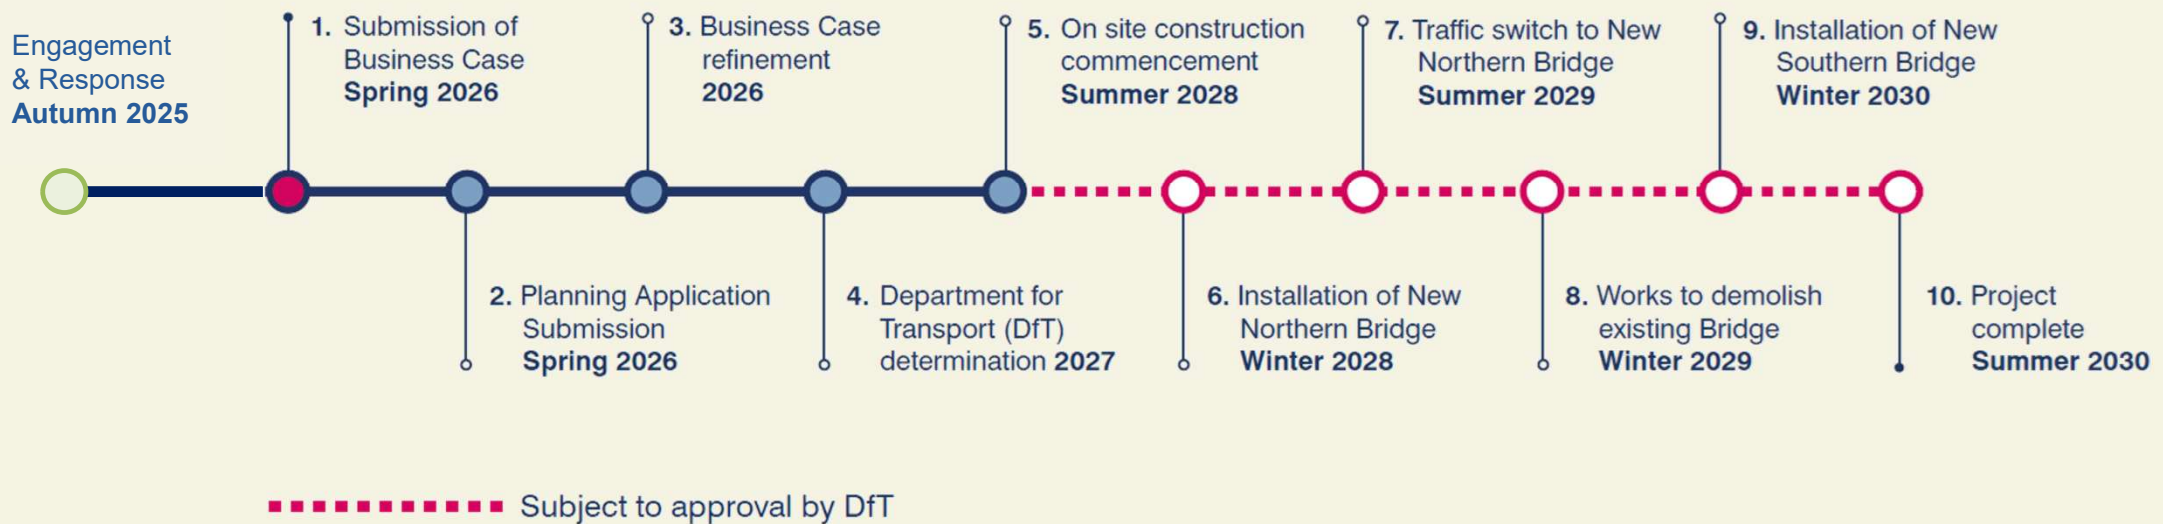 Engagement
& Response
Autumn 2025
1. Submission of
Business Case
Spring 2026
3. Business Case
refinement
2026
5. On site construction
commencement
Summer 2028
7. Traffic switch to New
Northern Bridge
Summer 2029
9. Installation of New
Southern Bridge
Winter 2030
2. Planning Application
Submission
Spring 2026
4. Department for
Transport (DfT)
determination 2027
6. Installation of New
Northern Bridge
Winter 2028
8. Works to demolish
existing Bridge
Winter 2029
10. Project
complete
Summer 2030
Subject to approval by DfT